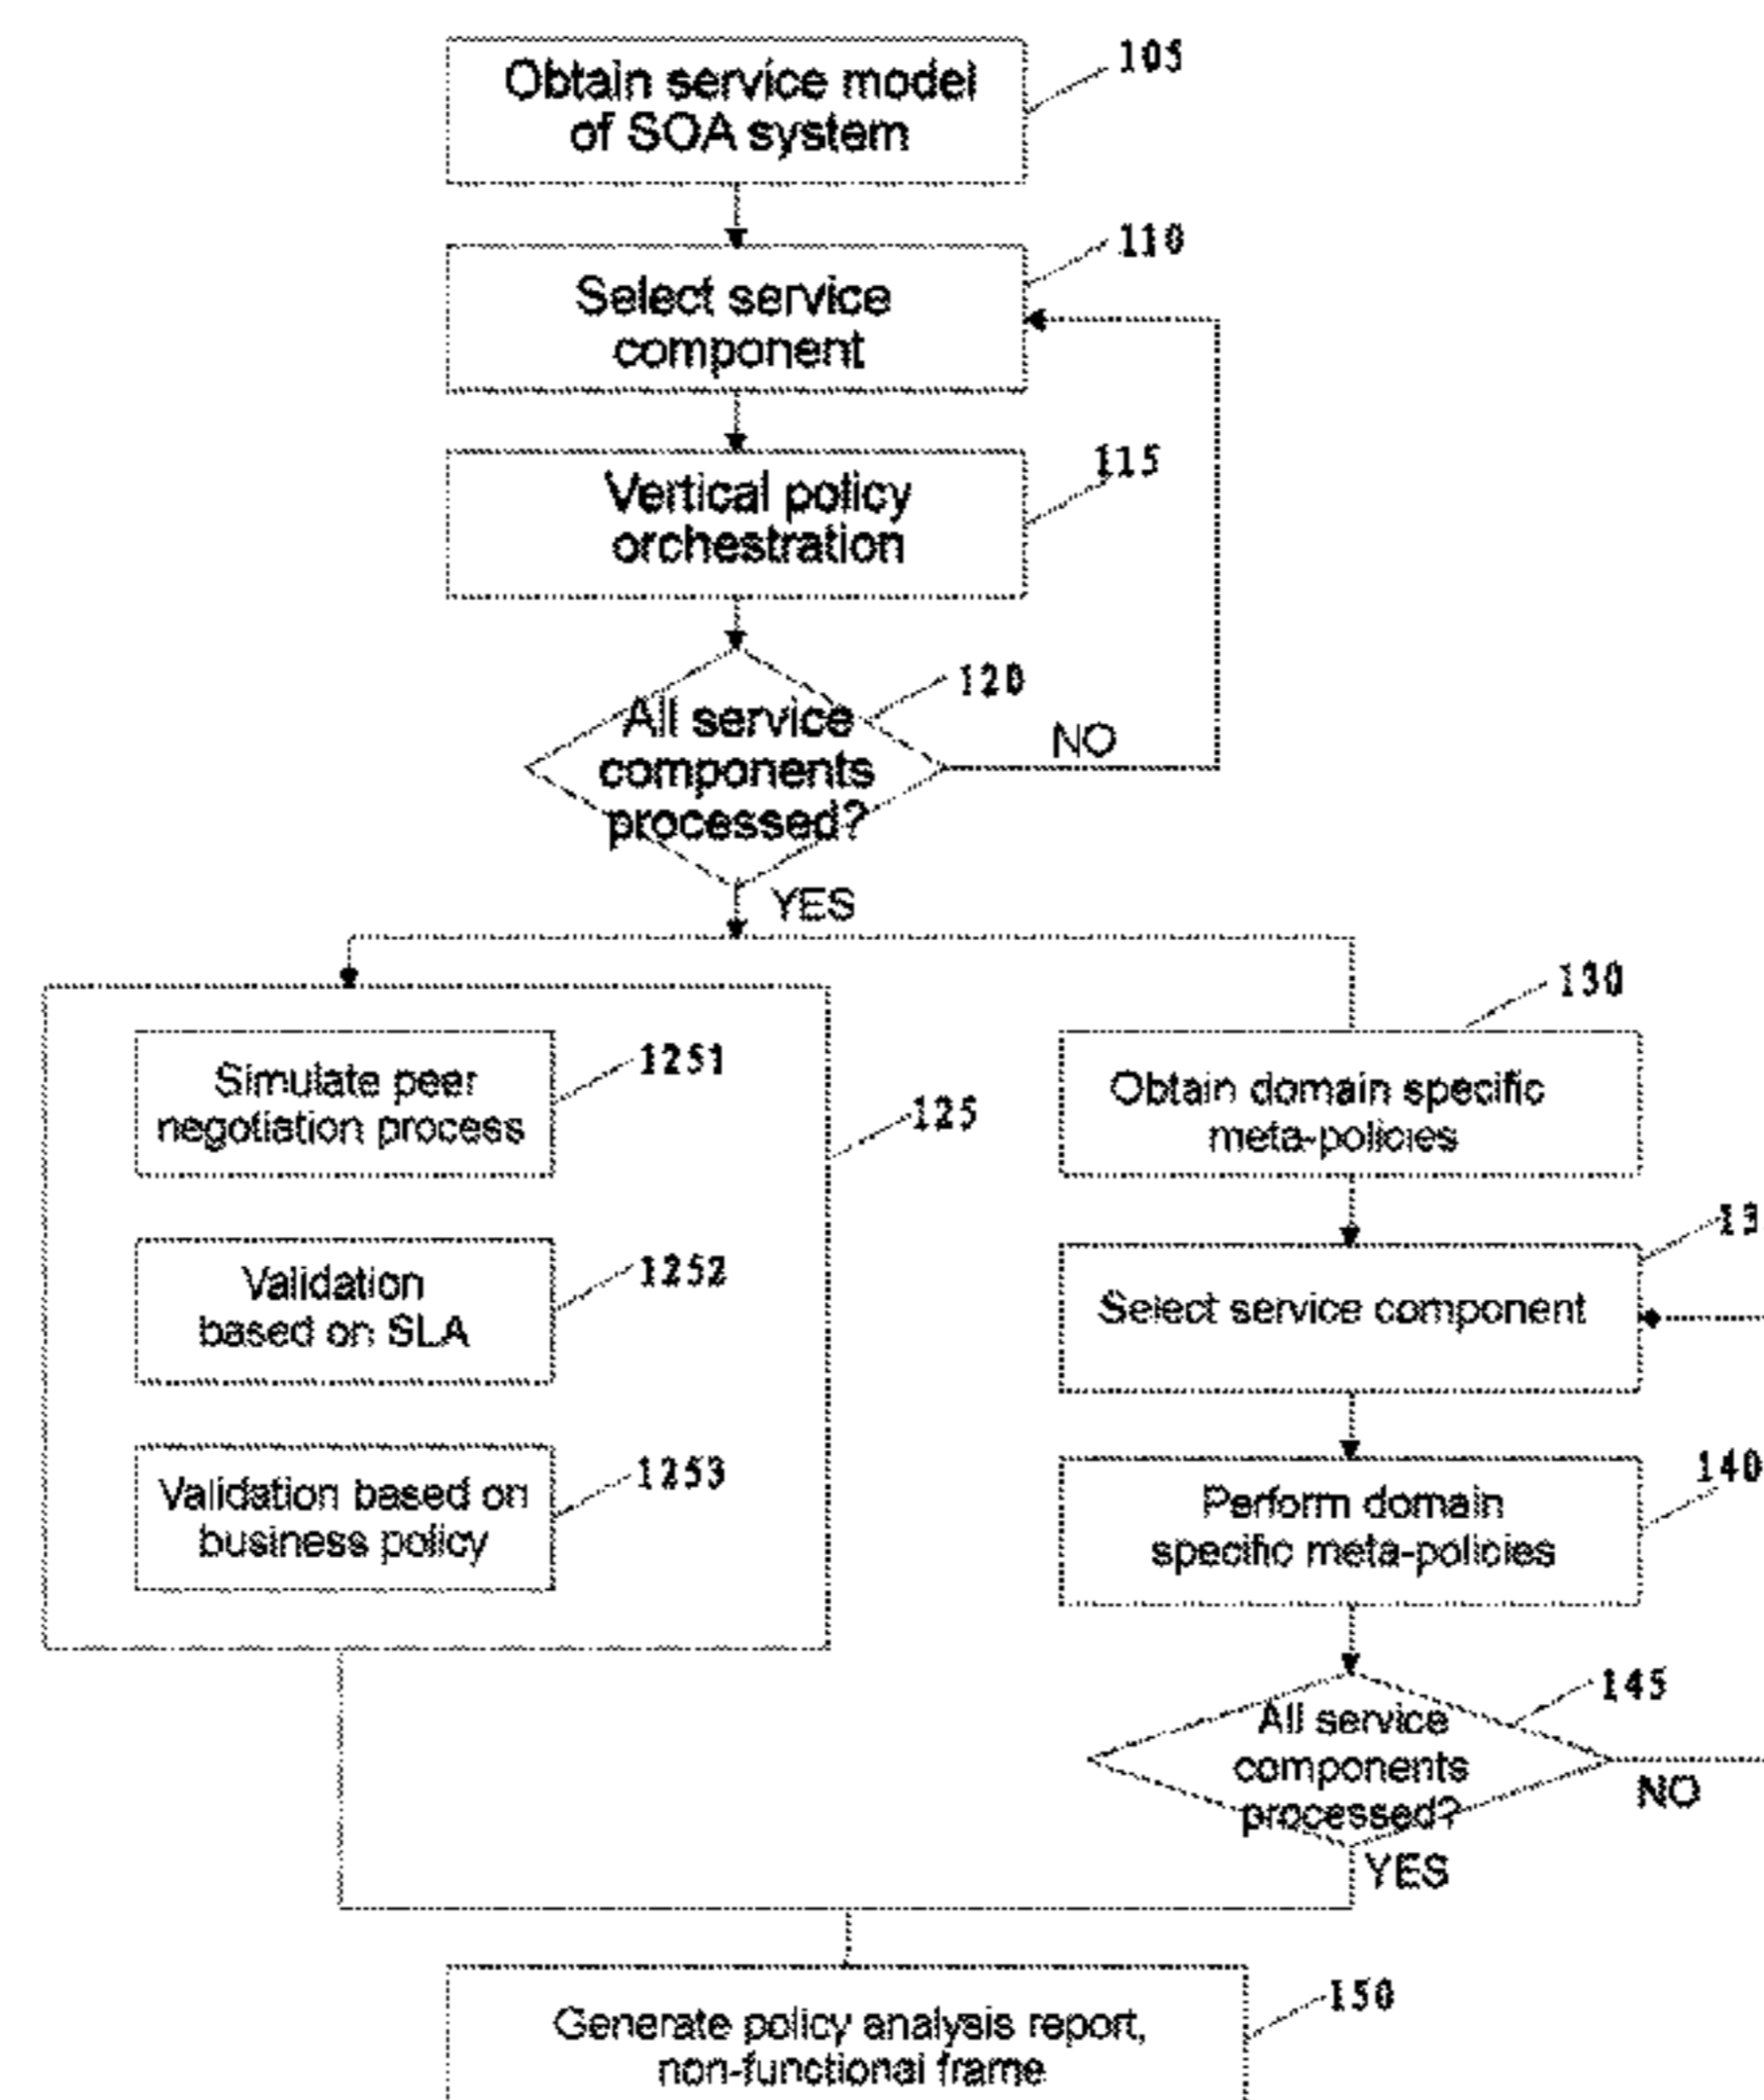 105
Obtain service model
of SOA system
110
Select service
component
115
Vertical policy
orchestration
120
All service
components
processed?
NO
YES
130
1251
Simulate peer
negotiation process
125
Obtain domain specific
meta-policies
13
1252
Validation
based on SLA
Select service component
1253
Validation based on
business policy
140
Perform domain
specific meta-policies
145
All service
components
processed?
NO
YES
150
Generate policy analysis report,
non-functional frame